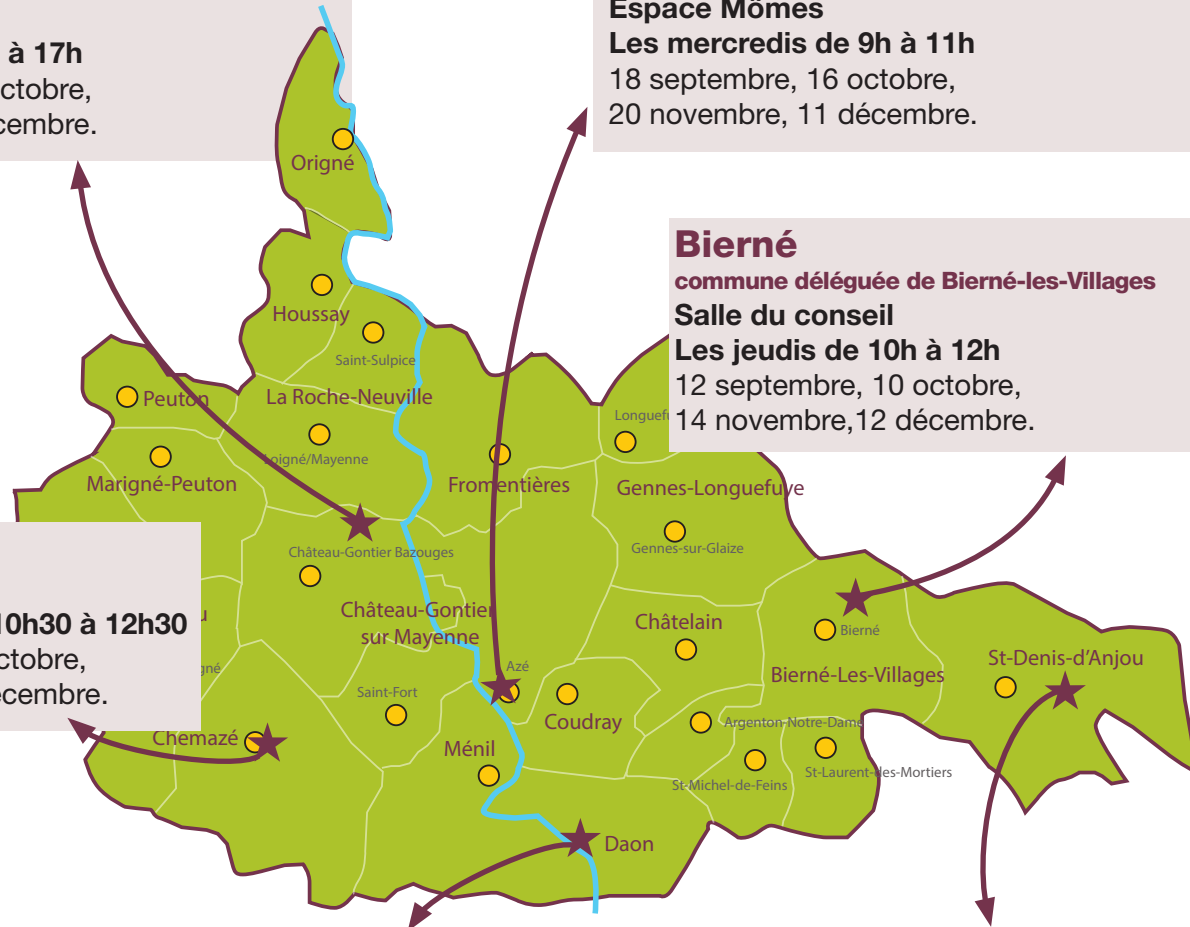 à 17h
ctobre,
cembre.
Espace Mômes
Les mercredis de 9h à 11h
18 septembre, 16 octobre,
20 novembre, 11 décembre.
Origné
Bierné
commune déléguée de Bierné-les-Villages
Salle du conseil
Les jeudis de 10h à 12h
12 septembre, 10 octobre,
14 novembre,12 décembre.
Houssay
Saint-Sulpice
Peuton
La Roche-Neuville
Longuefu
Loigné/Mayenne
Marigné-Peuton
Fromentières
Gennes-Longuefuye
Château-Gontier Bazouges
Gennes-sur-Glaize
10h30 à 12h30
ctobre,
écembre.
u
gné
Château-Gontier
sur Mayenne
Châtelain
Bierné
Azé
St-Denis-d'Anjou
Bierné-Les-Villages
Saint-Fort
Coudray
Argenton-Notre-Dame
Chemazé
Ménil
St-Laurent-des-Mortiers
St-Michel-de-Feins
Daon